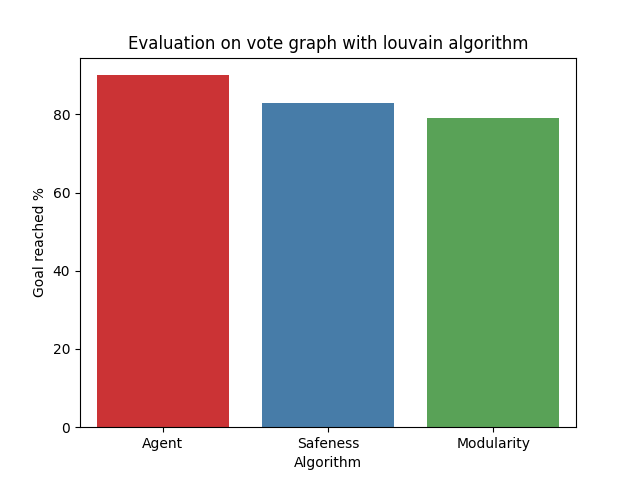 Evaluation on vote graph with louvain algorithm
Goal reached %
80
60
40
20
0
Agent
Safeness
Modularity
Algorithm